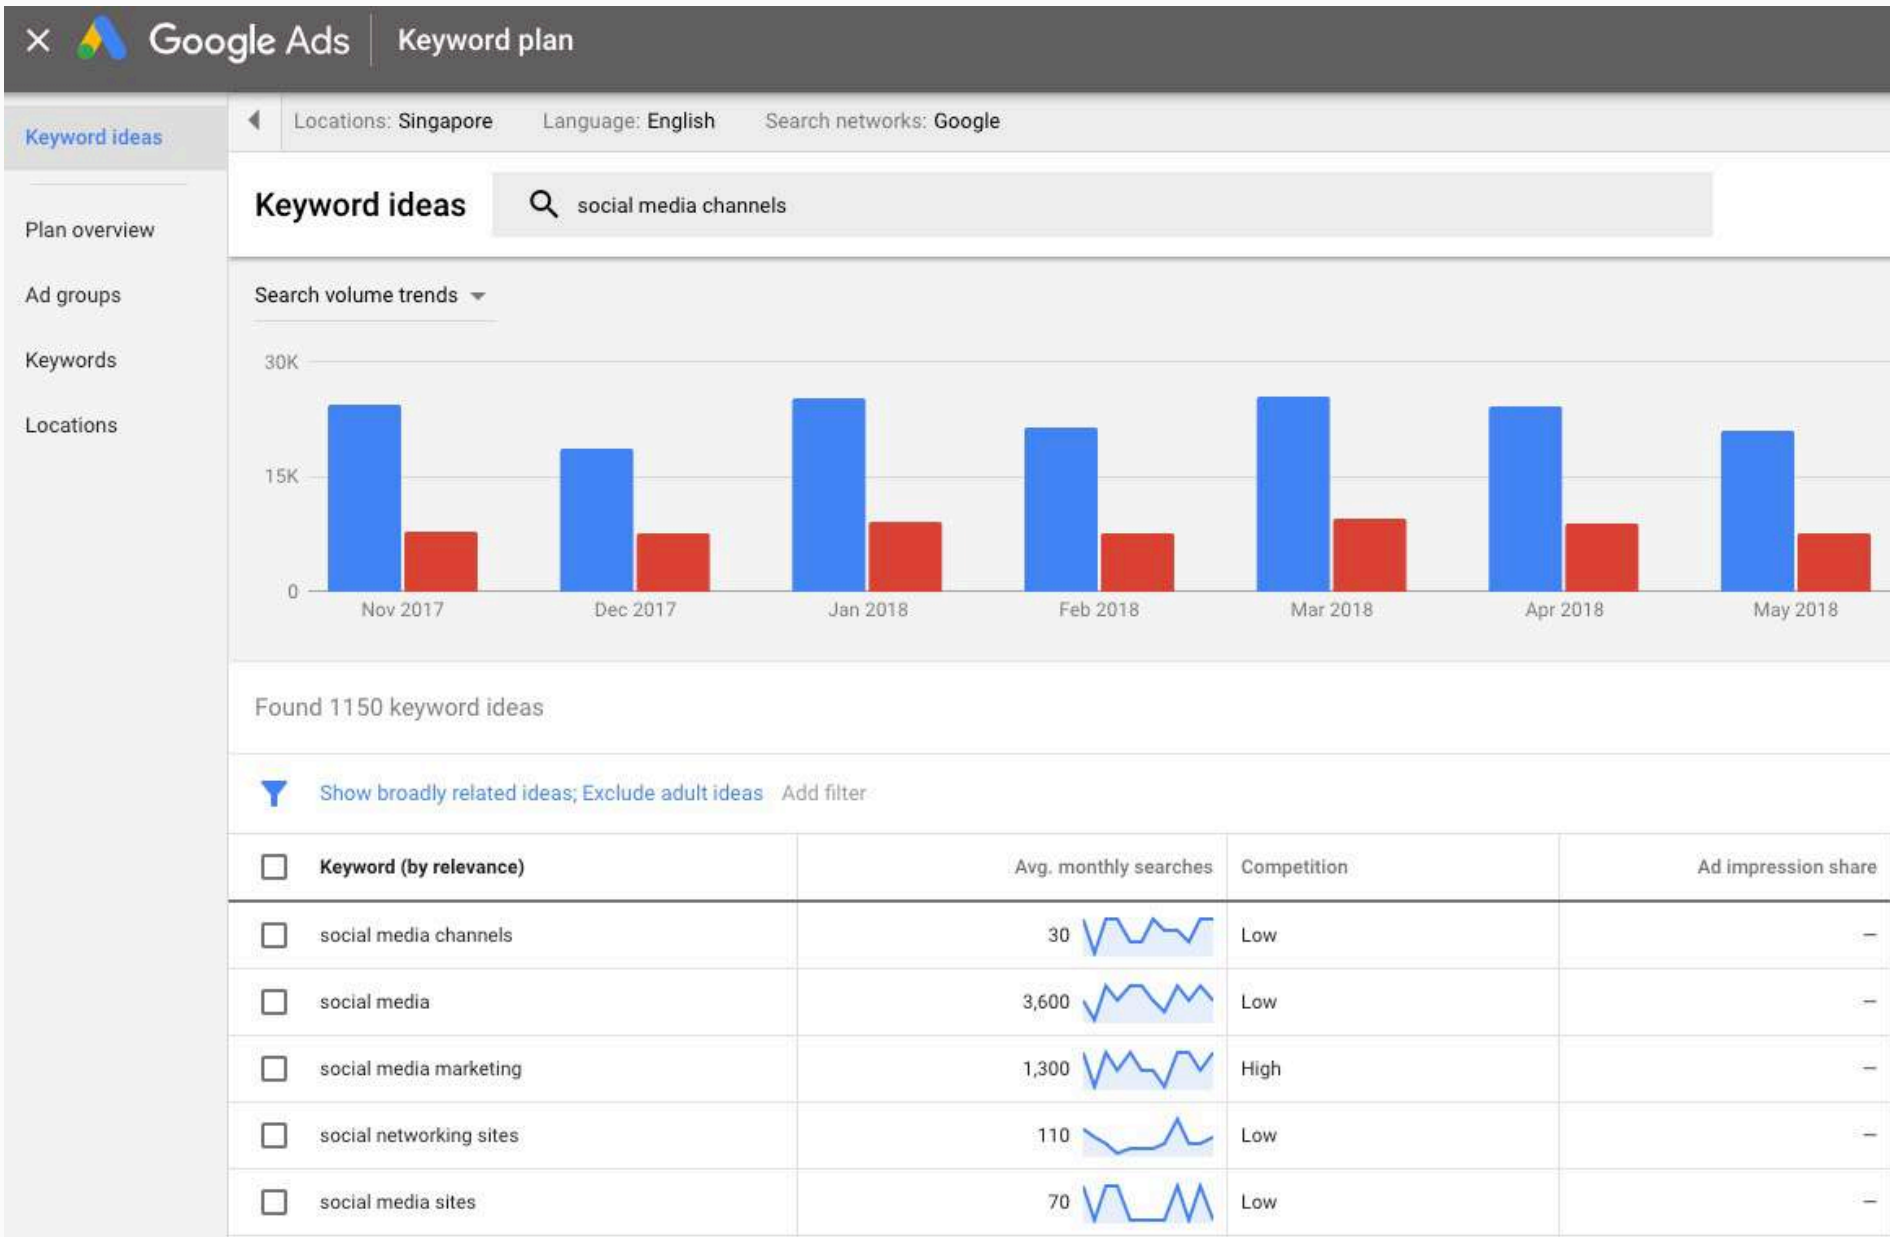 Google Ads Keyword plan
Keyword ideas
Plan overview
Ad groups
Keywords
Locations
Locations: Singapore Language: English Search networks: Google
Keyword ideas social media channels
Search volume trends
30K
15K
0
Nov 2017 Dec 2017 Jan 2018 Feb 2018 Mar 2018 Apr 2018 May 2018
Found 1150 keyword ideas
Show broadly related ideas; Exclude adult ideas Add filter
Keyword (by relevance) Avg. monthly searches Competition Ad impression share
social media channels 30 Low –
social media 3,600 Low –
social media marketing 1,300 High –
social networking sites 110 Low –
social media sites 70 Low –